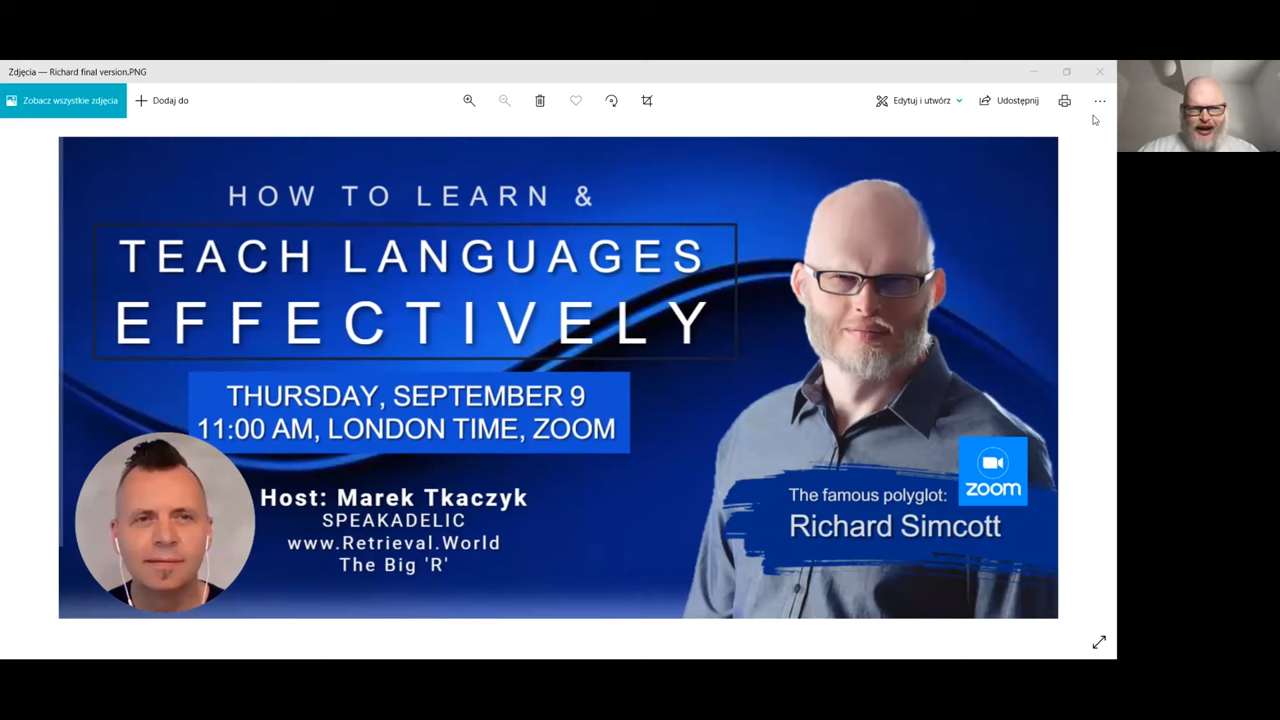 Zdjęcia — Richard final version.PNG
Zobacz wszystkie zdjęcia
Dodaj do
Edytuj i utwórz
Udostępnij
HOW TO LEARN &
TEACH LANGUAGES
EFFECTIVELY
THURSDAY, SEPTEMBER 9
11:00 AM, LONDON TIME, ZOOM
Host: Marek Tkaczyk
SPEAKADELIC
www.Retrieval.World
The Big 'R'
zoom
The famous polyglot:
Richard Simcott